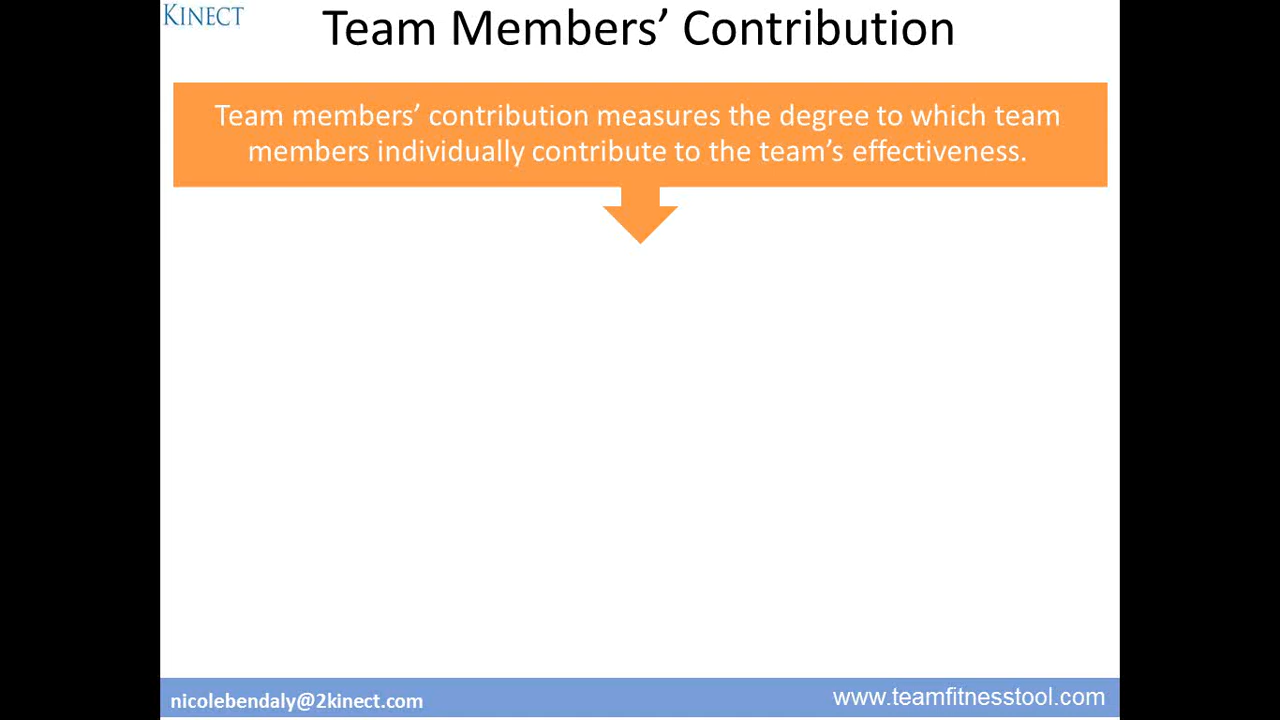 KINECT
Team Members’ Contribution
Team members’ contribution measures the degree to which team
members individually contribute to the team’s effectiveness.
nicolebendaly@2kinect.com
www.teamfitnesstool.com